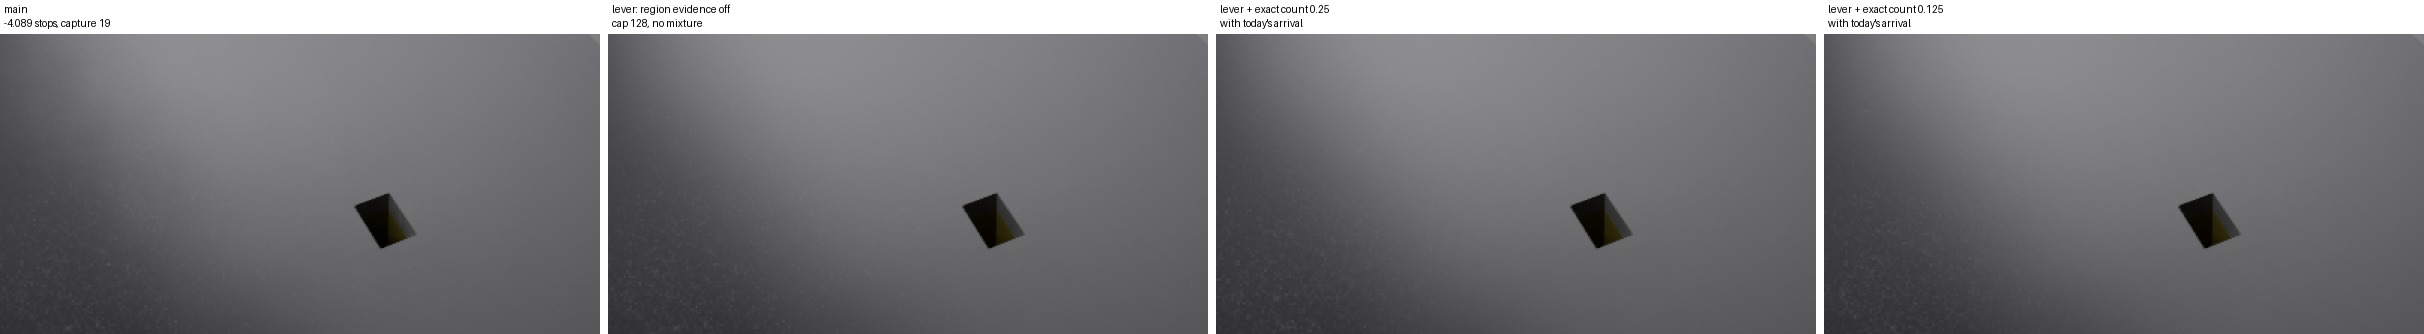 main
-4.089 stops, capture 19
lever: region evidence off
cap 128, no mixture
lever + exact count 0.25
with today's arrival
lever + exact count 0.125
with today's arrival